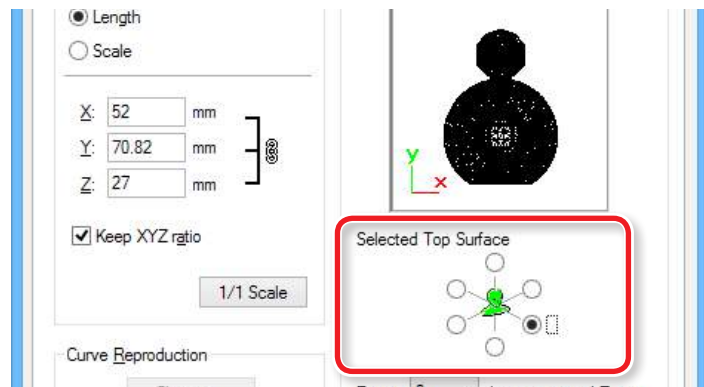 Length
Scale
X: 52 mm
Y: 70.82 mm
Z: 27 mm
Keep XYZ ratio
1/1 Scale
y
x
Selected Top Surface
Curve Reproduction